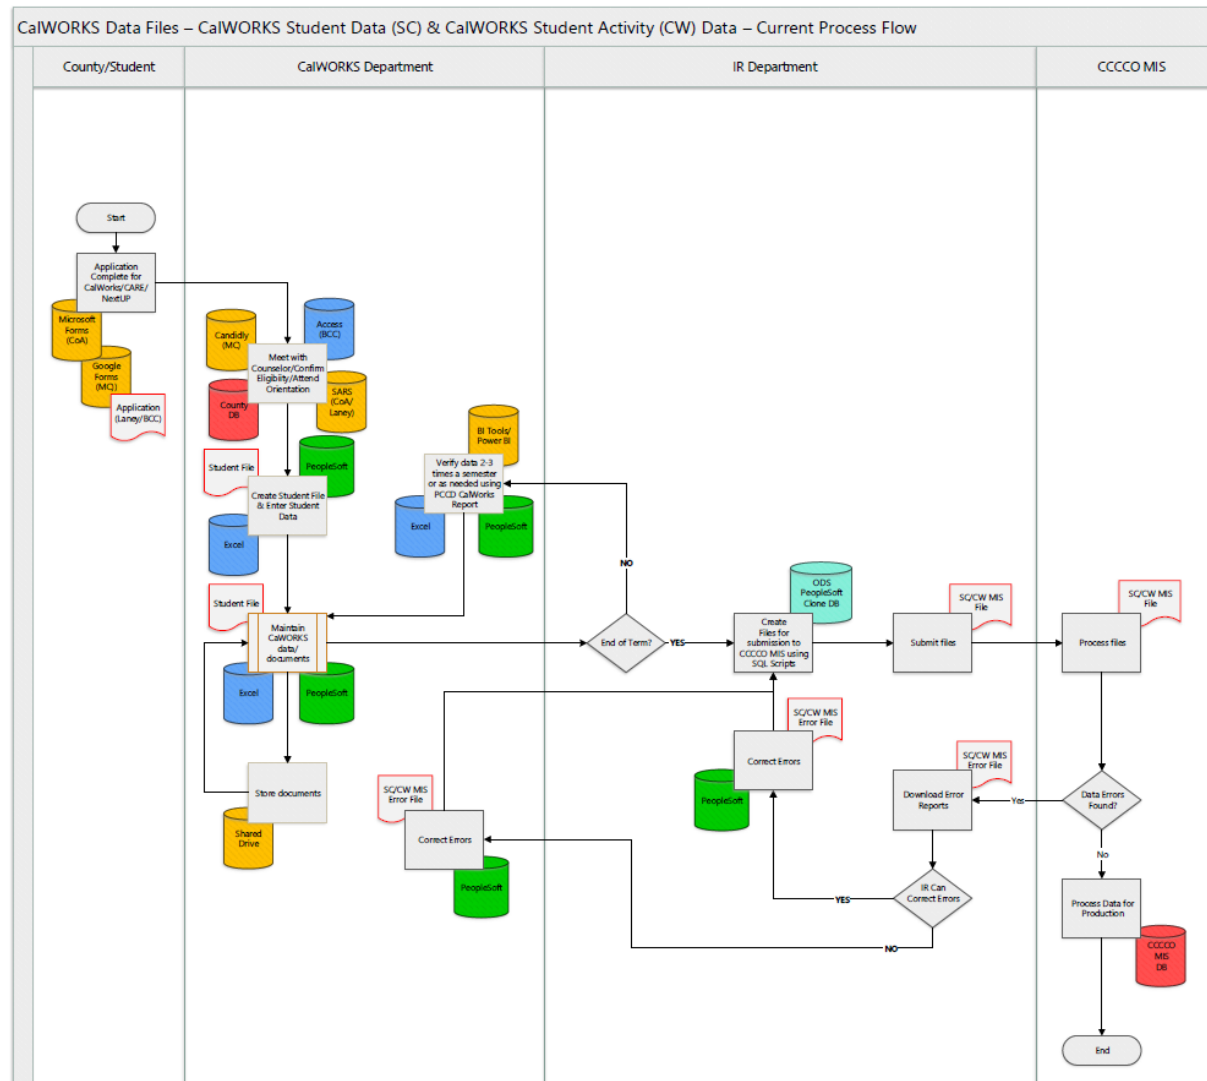 CalWORKS Data Files – CalWORKS Student Data (SC) & CalWORKS Student Activity (CW) Data – Current Process Flow
County/Student
CalWORKS Department
IR Department
CCCCO MIS
Start
Application
Complete for
CalWorks/CARE/
NextUP
Microsoft
Forms
(CoA)
Google
Forms
(MC))
Application
(Laney/BCC)
Candidly
(MC)
Access
(BCC)
Meet with
Counselor/Confirm
Eligibiity/Attend
Orientation
County
DB
SARS
(CoA/
Laney)
Student File
PeopleSoft
Create Student File
& Enter Student
Data
Excel
BI Tools/
Power BI
Verify data 2-3
times a semester
or as needed using
PCCD CalWorks
Report
Excel
PeopleSoft
Student File
Maintain
CalWORKS
data/
documents
Excel
PeopleSoft
Store documents
Shared
Drive
SC/CW MIS
Error File
Correct Errors
PeopleSoft
NO
End of Term?
YES
ODS
PeopleSoft
Clone DB
Create
Files for
submission to
CCCCO MIS using
SQL Scripts
SC/CW MIS
File
Submit files
SC/CW MIS
Error File
Correct Errors
PeopleSoft
SC/CW MIS
Error File
Download Error
Reports
IR Can
Correct Errors
YES
NO
SC/CW MIS
File
Process files
Data Errors
Found?
Yes
No
Process Data for
Production
CCCCO
MIS
DB
End